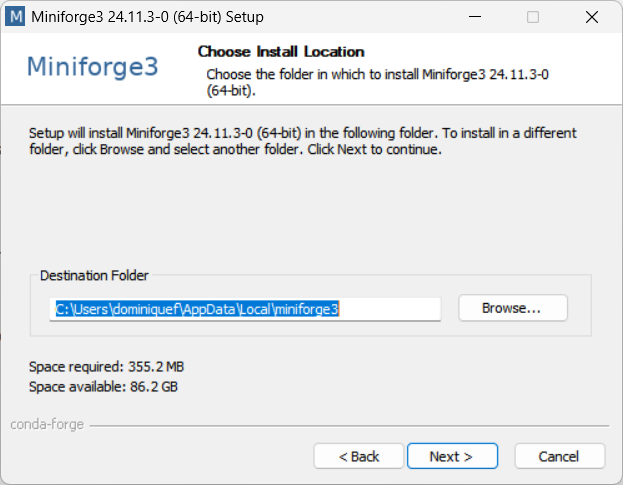 M Miniforge3 24.11.3-0 (64-bit) Setup
Miniforge3
Choose Install Location
Choose the folder in which to install Miniforge3 24.11.3-0
(64-bit).
Setup will install Miniforge3 24.11.3-0 (64-bit) in the following folder. To install in a different
folder, click Browse and select another folder. Click Next to continue.
Destination Folder
C:\Users\dominiquef\AppData\Local\miniforge3
Browse...
Space required: 355.2 MB
Space available: 86.2 GB
conda-forge
< Back
Next >
Cancel